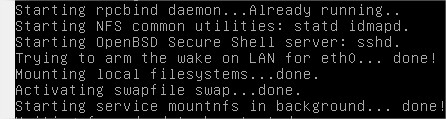 Starting rpcbind daemon...Already running..
Starting NFS common utilities: statd idmapd.
Starting OpenBSD Secure Shell server: sshd.
Trying to arm the wake on LAN for eth0... done!
Mounting local filesystems...done.
Activating swapfile swap...done.
Starting service mountnfs in background... done!